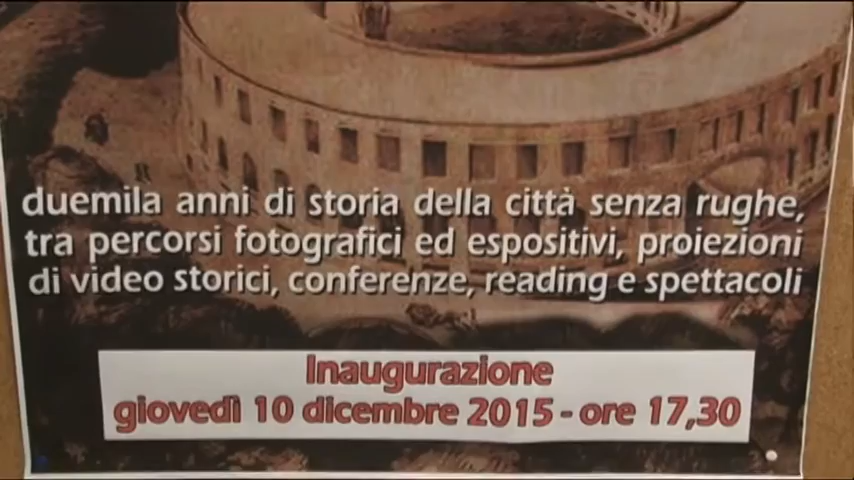 duemila anni di storia della città senza rughe,
tra percorsi fotografici ed espositivi, proiezioni
di video storici, conferenze, reading e spettacoli
Inaugurazione
giovedì 10 dicembre 2015 - ore 17,30